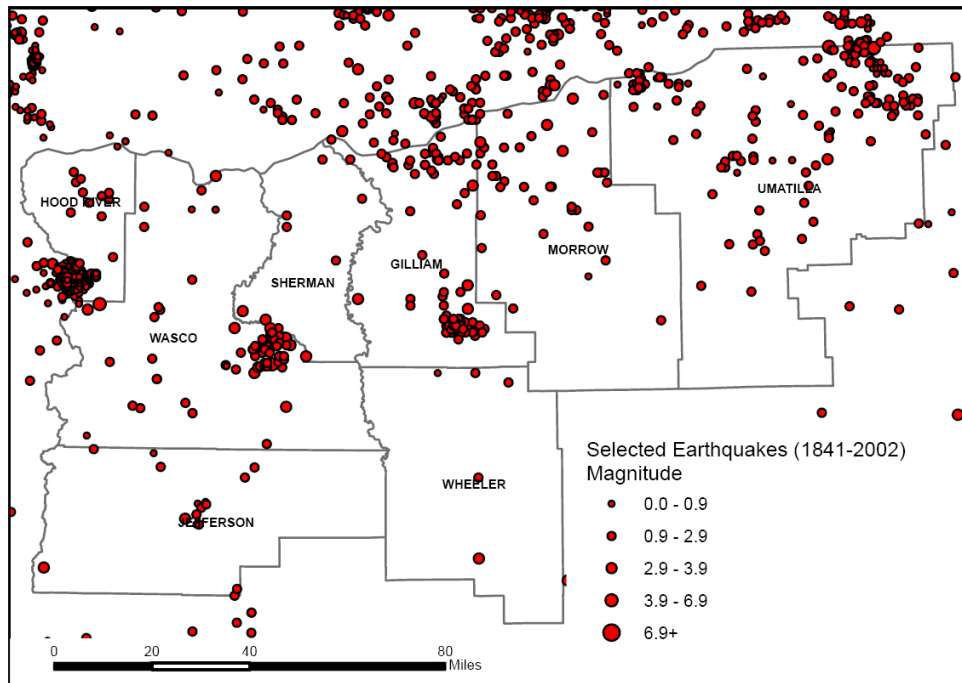 HOOD RIVER
UMATILLA
MORROW
GILLIAM
SHERMAN
WASCO
Selected Earthquakes (1841-2002)
Magnitude
WHEELER
0.0 - 0.9
JEFFERSON
0.9 - 2.9
2.9 - 3.9
3.9 - 6.9
6.9+
0 20 40 80 Miles